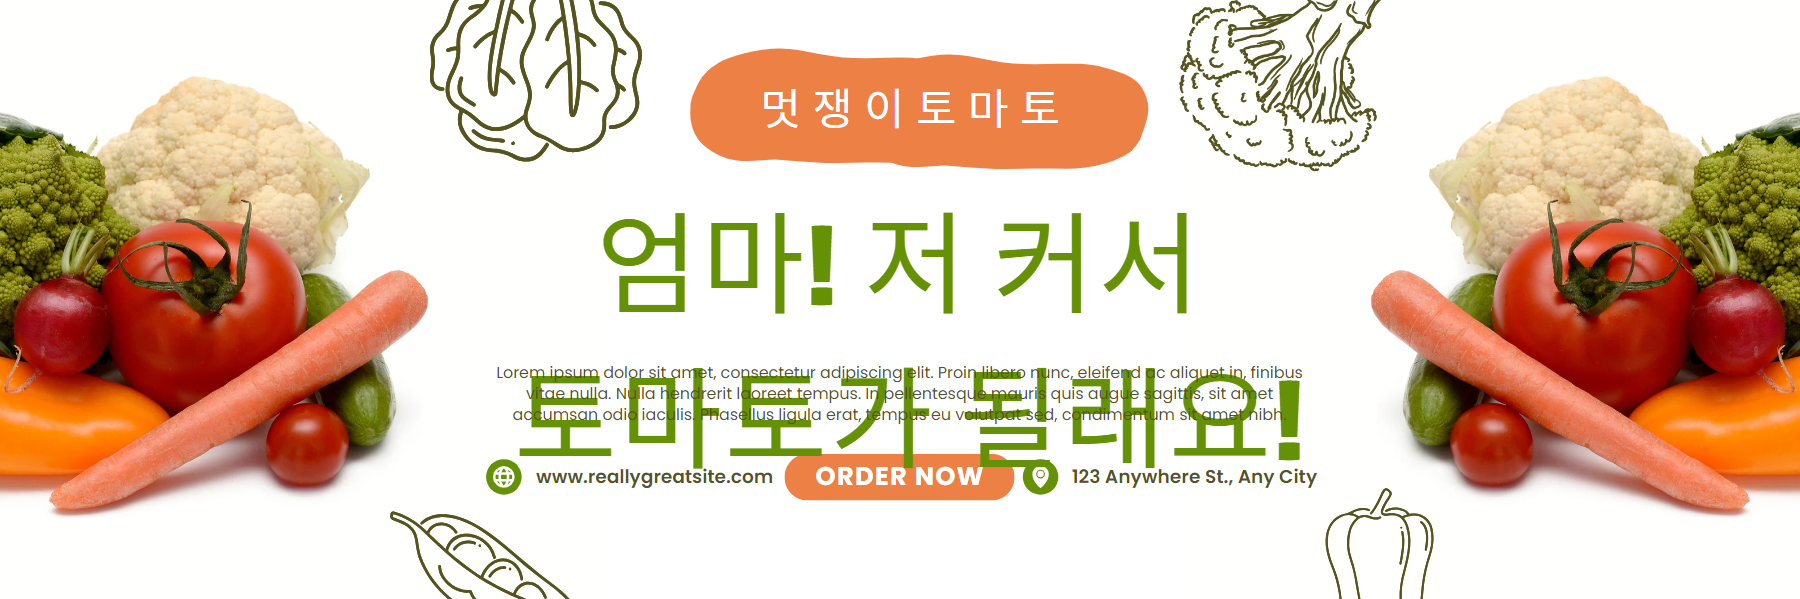 멋쟁이토마토
엄마! 저 커서
토마토가 될래요!
Lorem ipsum dolor sit amet, consectetur adipiscing elit. Proin libero nunc, eleifend ac aliquet in, finibus
vitae nulla. Nulla hendrerit laoreet tempus. In pellentesque mauris quis augue sagittis, sit amet
accumsan odio iaculis. Phasellus ligula erat, tempus eu volutpat sed, condimentum sit amet nibh.
www.reallygreatsite.com
ORDER NOW
123 Anywhere St., Any City